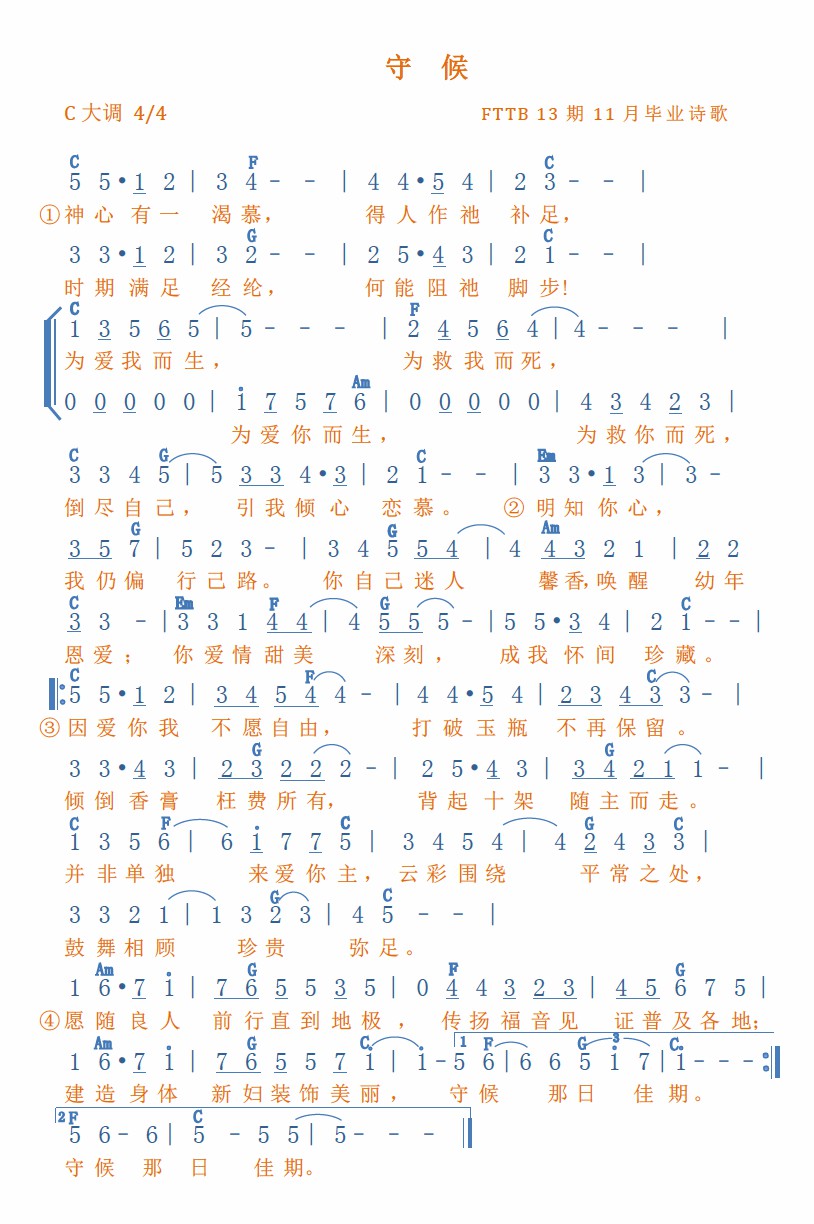 守 候
C 大调 4/4 FTTB 13 期 11 月毕业诗歌
C F C
5 5·1 2 | 3 4 - - | 4 4·5 4 | 2 3 - - |
①神心 有一 渴慕， 得人作祂 补足，
G C
3 3·1 2 | 3 2 - - | 2 5·4 3 | 2 1 - - |
时期满足 经纶， 何能阻祂 脚步!
C F
1 3 5 6 5 | 5 - - - | 2 4 5 6 4 | 4 - - - |
为爱我而生， 为救我而死，
Am
0 0 0 0 0 | i 7 5 7 6 | 0 0 0 0 0 | 4 3 4 2 3 |
为爱你而生， 为救你而死，
C G C Em
3 3 4 5 | 5 3 3 4·3 | 2 1 - - | 3 3·1 3 | 3 -
倒尽自己， 引我倾心 恋慕。 ②明知你心，
G G Am
3 5 7 | 5 2 3 - | 3 4 5 5 4 | 4 4 3 2 1 | 2 2
我仍偏 行己路。 你自己迷人 馨香，唤醒 幼年
C Em F G C
3 3 - | 3 3 1 4 4 | 4 5 5 5 - | 5 5·3 4 | 2 1 - - |
恩爱； 你爱情甜美 深刻， 成我怀间 珍藏。
C F C
5 5·1 2 | 3 4 5 4 4 - | 4 4·5 4 | 2 3 4 3 3 - |
③因爱你我 不愿自由， 打破玉瓶 不再保留。
G G
3 3·4 3 | 2 3 2 2 2 - | 2 5·4 3 | 3 4 2 1 1 - |
倾倒香膏 枉费所有， 背起十架 随主而走。
C F C G C
1 3 5 6 | 6 i 7 7 5 | 3 4 5 4 | 4 2 4 3 3 |
并非单独 来爱你主， 云彩围绕 平常之处，
G C
3 3 2 1 | 1 3 2 3 | 4 5 - - |
鼓舞相顾 珍贵 弥足。
Am G F G
1 6·7 i | 7 6 5 5 3 5 | 0 4 4 3 2 3 | 4 5 6 7 5 |
④愿随良人 前行直到地极， 传扬福音见 证普及各地；
Am G C 1 F G 3 C
1 6·7 i | 7 6 5 5 7 i | i - 5 6 | 6 6 5 i 7 | i - - -
建造身体 新妇装饰美丽， 守候 那日 佳期。
2 F C
5 6 - 6 | 5 - 5 5 | 5 - - -
守候 那 日 佳期。